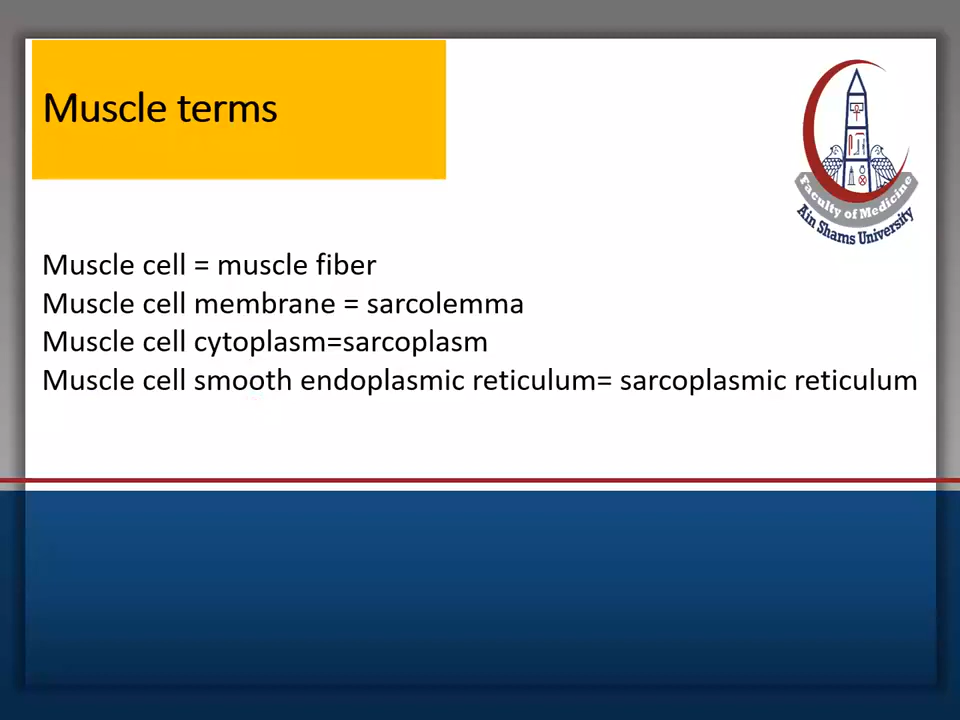 Muscle terms
Faculty of Medicine
Ain Shams University
Muscle cell = muscle fiber
Muscle cell membrane = sarcolemma
Muscle cell cytoplasm=sarcoplasm
Muscle cell smooth endoplasmic reticulum= sarcoplasmic reticulum